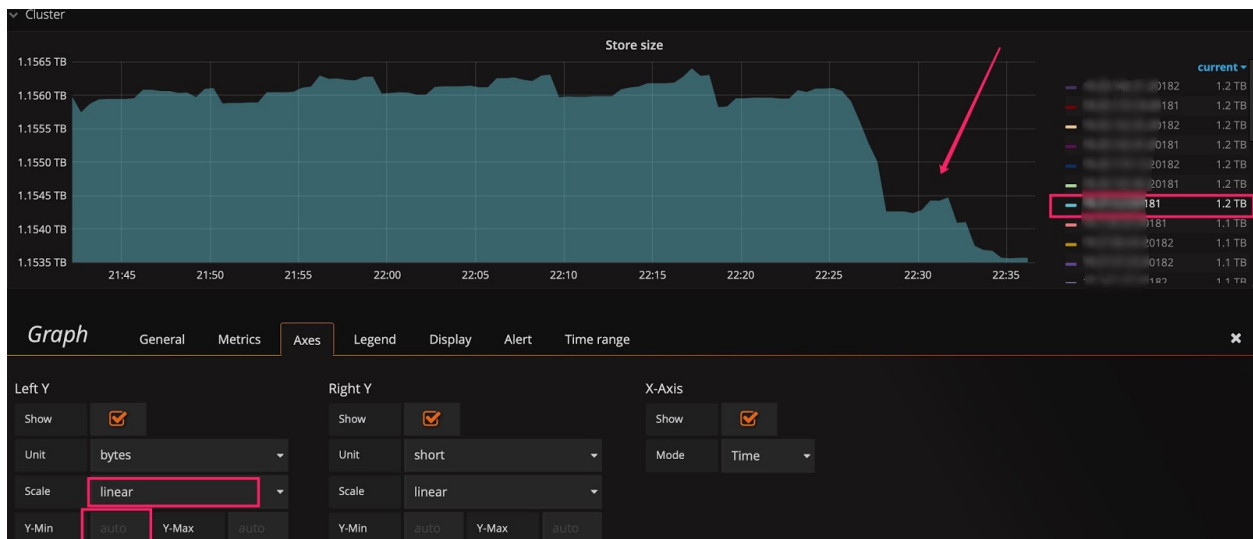 Cluster
Store size
1.1565 TB
1.1560 TB
1.1555 TB
1.1550 TB
1.1545 TB
1.1540 TB
1.1535 TB
21:45 21:50 21:55 22:00 22:05 22:10 22:15 22:20 22:25 22:30 22:35
current
0182 1.2 TB
181 1.2 TB
0182 1.2 TB
0181 1.2 TB
20182 1.2 TB
20181 1.2 TB
181 1.2 TB
0181 1.1 TB
20182 1.1 TB
0182 1.1 TB
182 1.1 TB
Graph General Metrics Axes Legend Display Alert Time range
Left Y Right Y X-Axis
Show Show Show
Unit bytes Unit short Mode Time
Scale linear Scale linear
Y-Min auto Y-Max auto Y-Min auto Y-Max auto